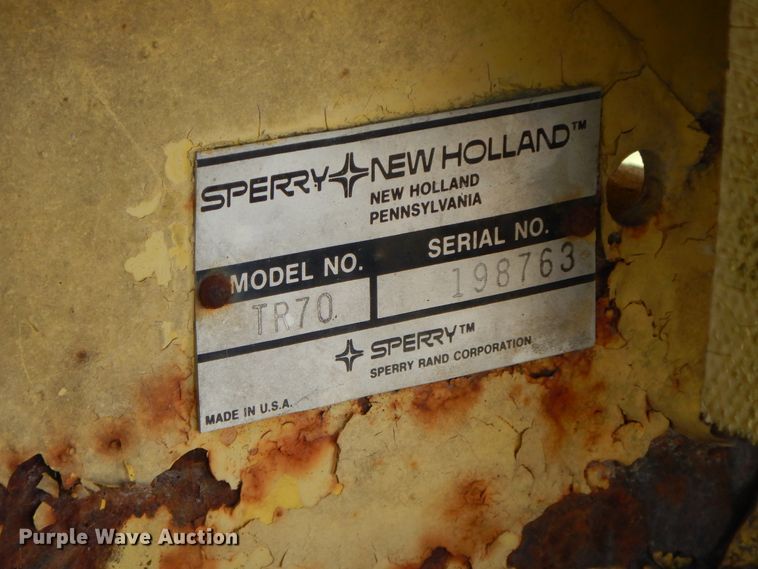 SPERRY NEW HOLLAND™
NEW HOLLAND
PENNSYLVANIA
MODEL NO. SERIAL NO.
TR70 198763
SPERRY™
SPERRY RAND CORPORATION
MADE IN U.S.A.
Purple Wave Auction